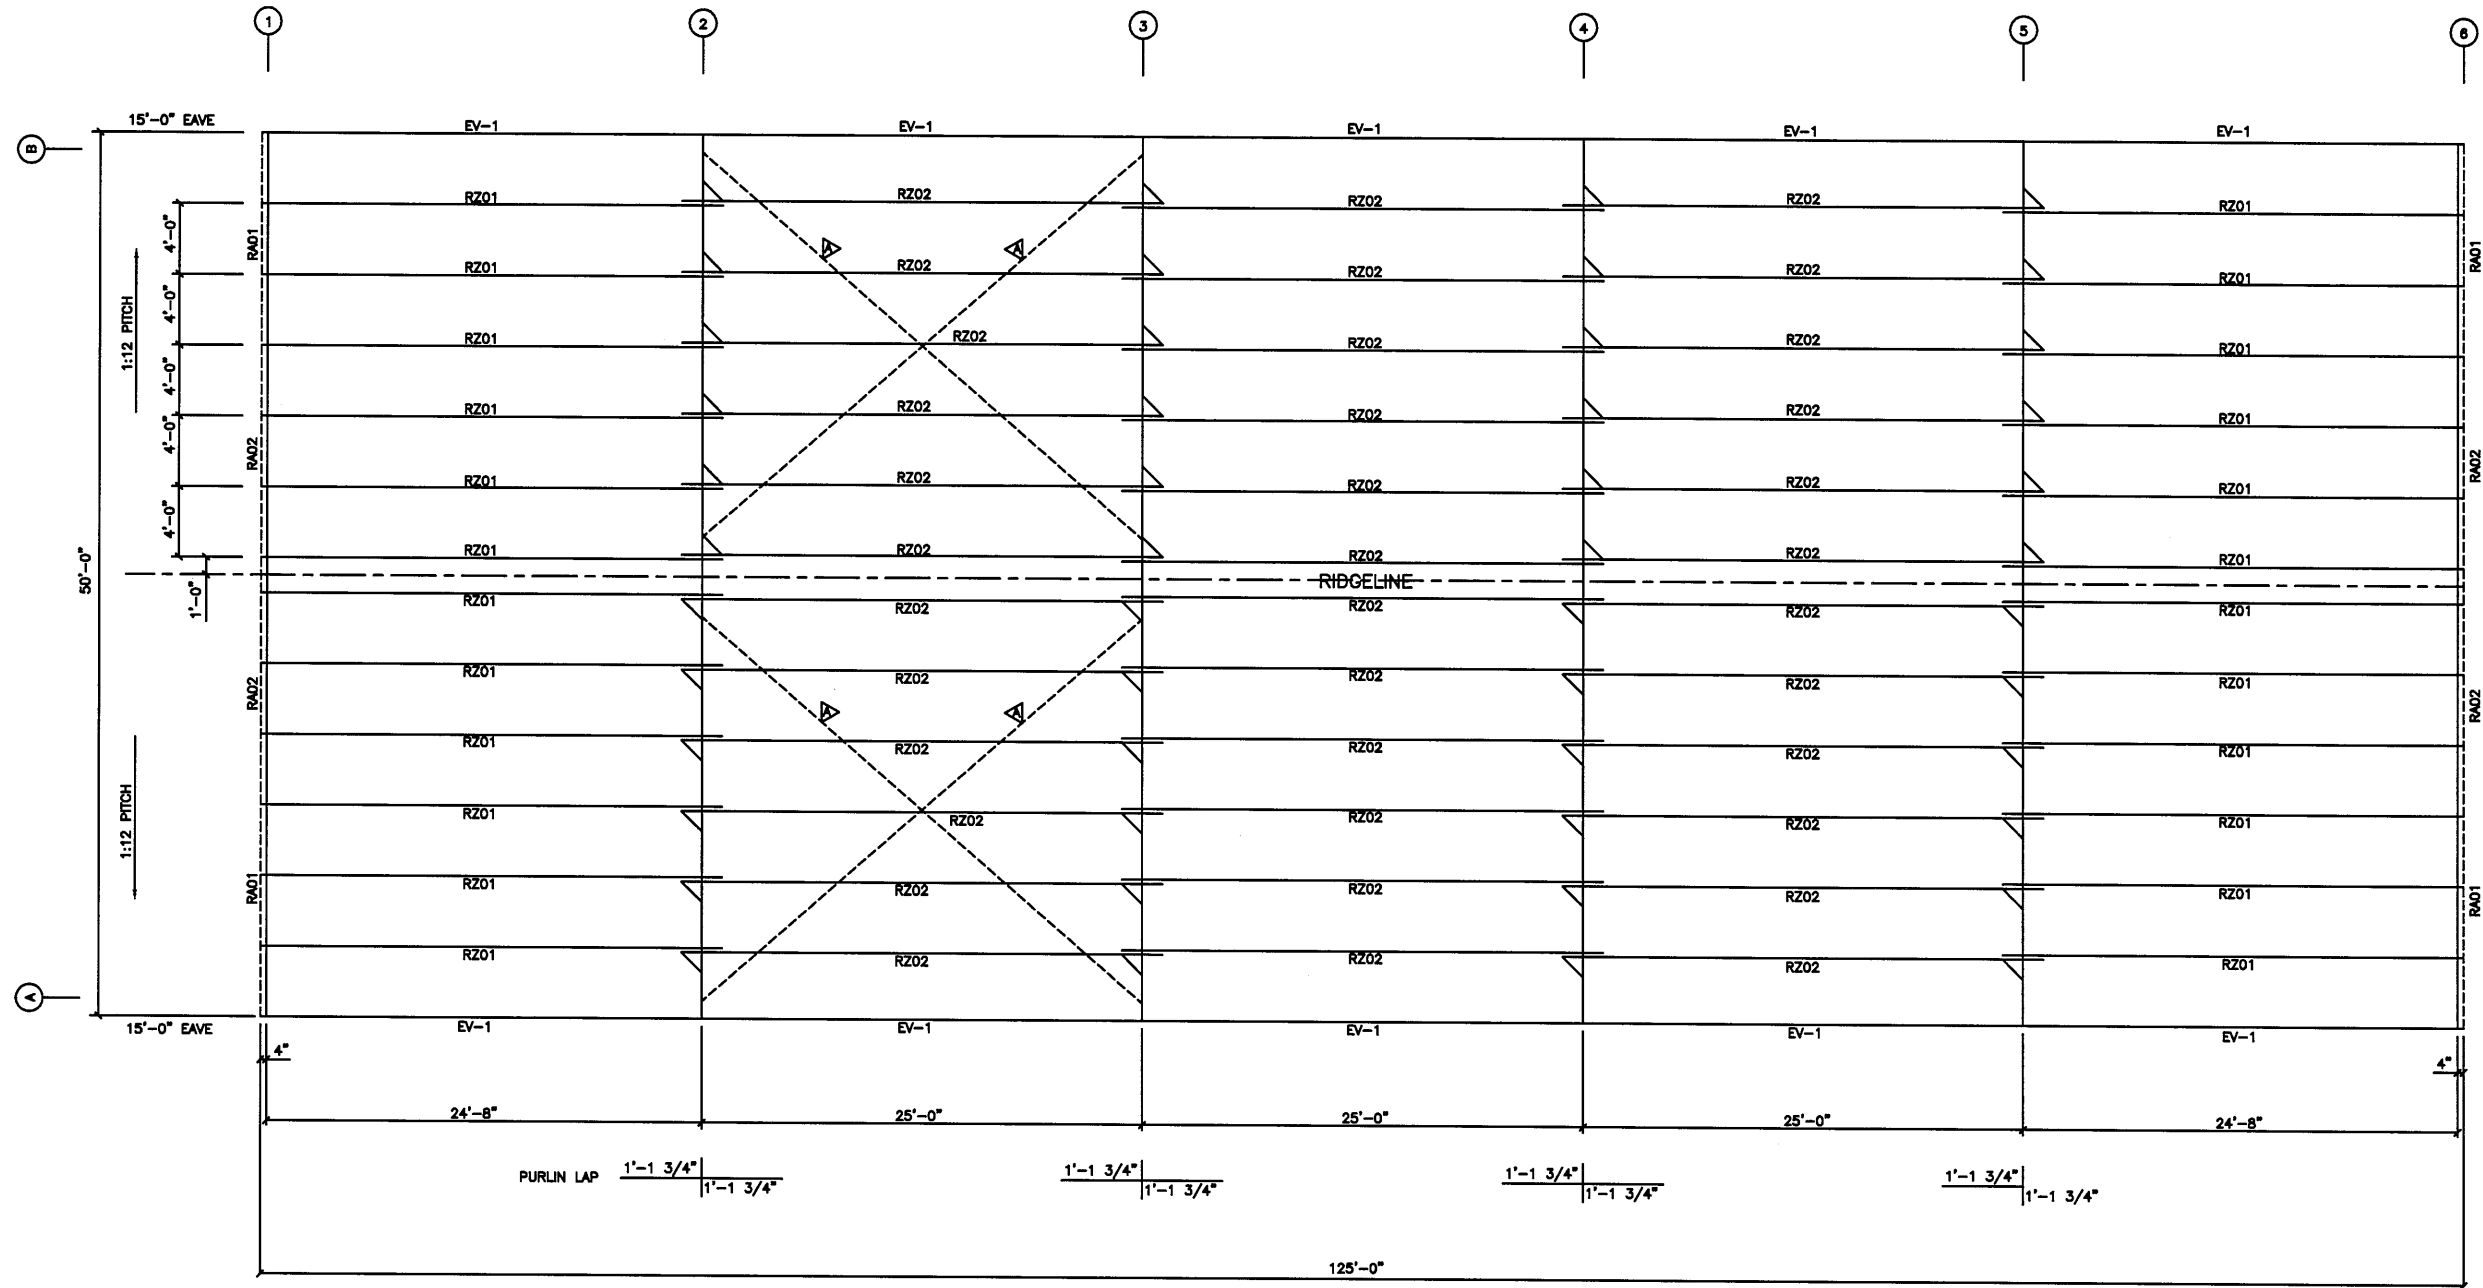 1 2 3 4 5 6
15'-0" EAVE
EV-1 EV-1 EV-1 EV-1 EV-1
B
RZ01 RZ02 RZ02 RZ02 RZ01
4'-0"
RA01 A A RA01
RZ01 RZ02 RZ02 RZ02 RZ01
4'-0"
1:12 PITCH
RZ01 RZ02 RZ02 RZ02 RZ01
4'-0"
RZ01 RZ02 RZ02 RZ02 RZ01
4'-0"
RA02 RA02
RZ01 RZ02 RZ02 RZ02 RZ01
4'-0"
RZ01 RZ02 RZ02 RZ02 RZ01
50'-0"
RIDGELINE
1'-0"
RZ01 RZ02 RZ02 RZ02 RZ01
RZ01 RZ02 RZ02 RZ02 RZ01
RA02 A A RA02
RZ01 RZ02 RZ02 RZ02 RZ01
1:12 PITCH
RZ01 RZ02 RZ02 RZ02 RZ01
RZ01 RZ02 RZ02 RZ02 RZ01
RA01 RA01
RZ01 RZ02 RZ02 RZ02 RZ01
A
15'-0" EAVE
EV-1 EV-1 EV-1 EV-1 EV-1
4" 4"
24'-8" 25'-0" 25'-0" 25'-0" 24'-8"
PURLIN LAP 1'-1 3/4" 1'-1 3/4" 1'-1 3/4" 1'-1 3/4"
1'-1 3/4" 1'-1 3/4" 1'-1 3/4" 1'-1 3/4"
125'-0"